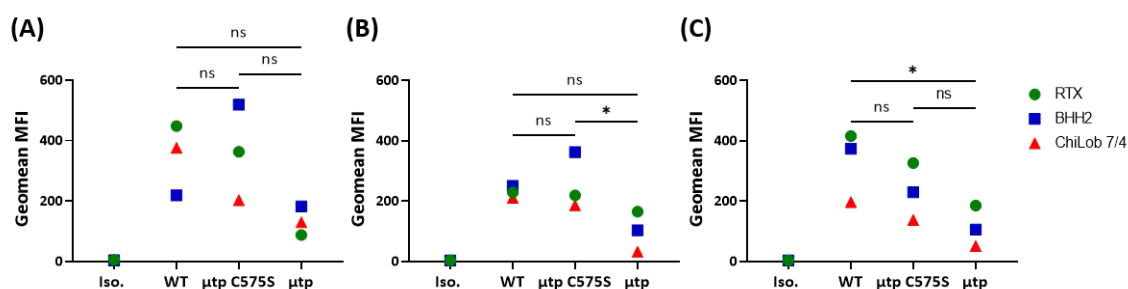 (A)
ns
ns
ns
600
400
200
0
Geomean MFI
Iso.
WT
μtp C575S
μtp
(B)
ns
*
ns
600
400
200
0
Geomean MFI
Iso.
WT
μtp C575S
μtp
(C)
*
ns
ns
600
400
200
0
Geomean MFI
Iso.
WT
μtp C575S
μtp
RTX
BHH2
ChiLob 7/4